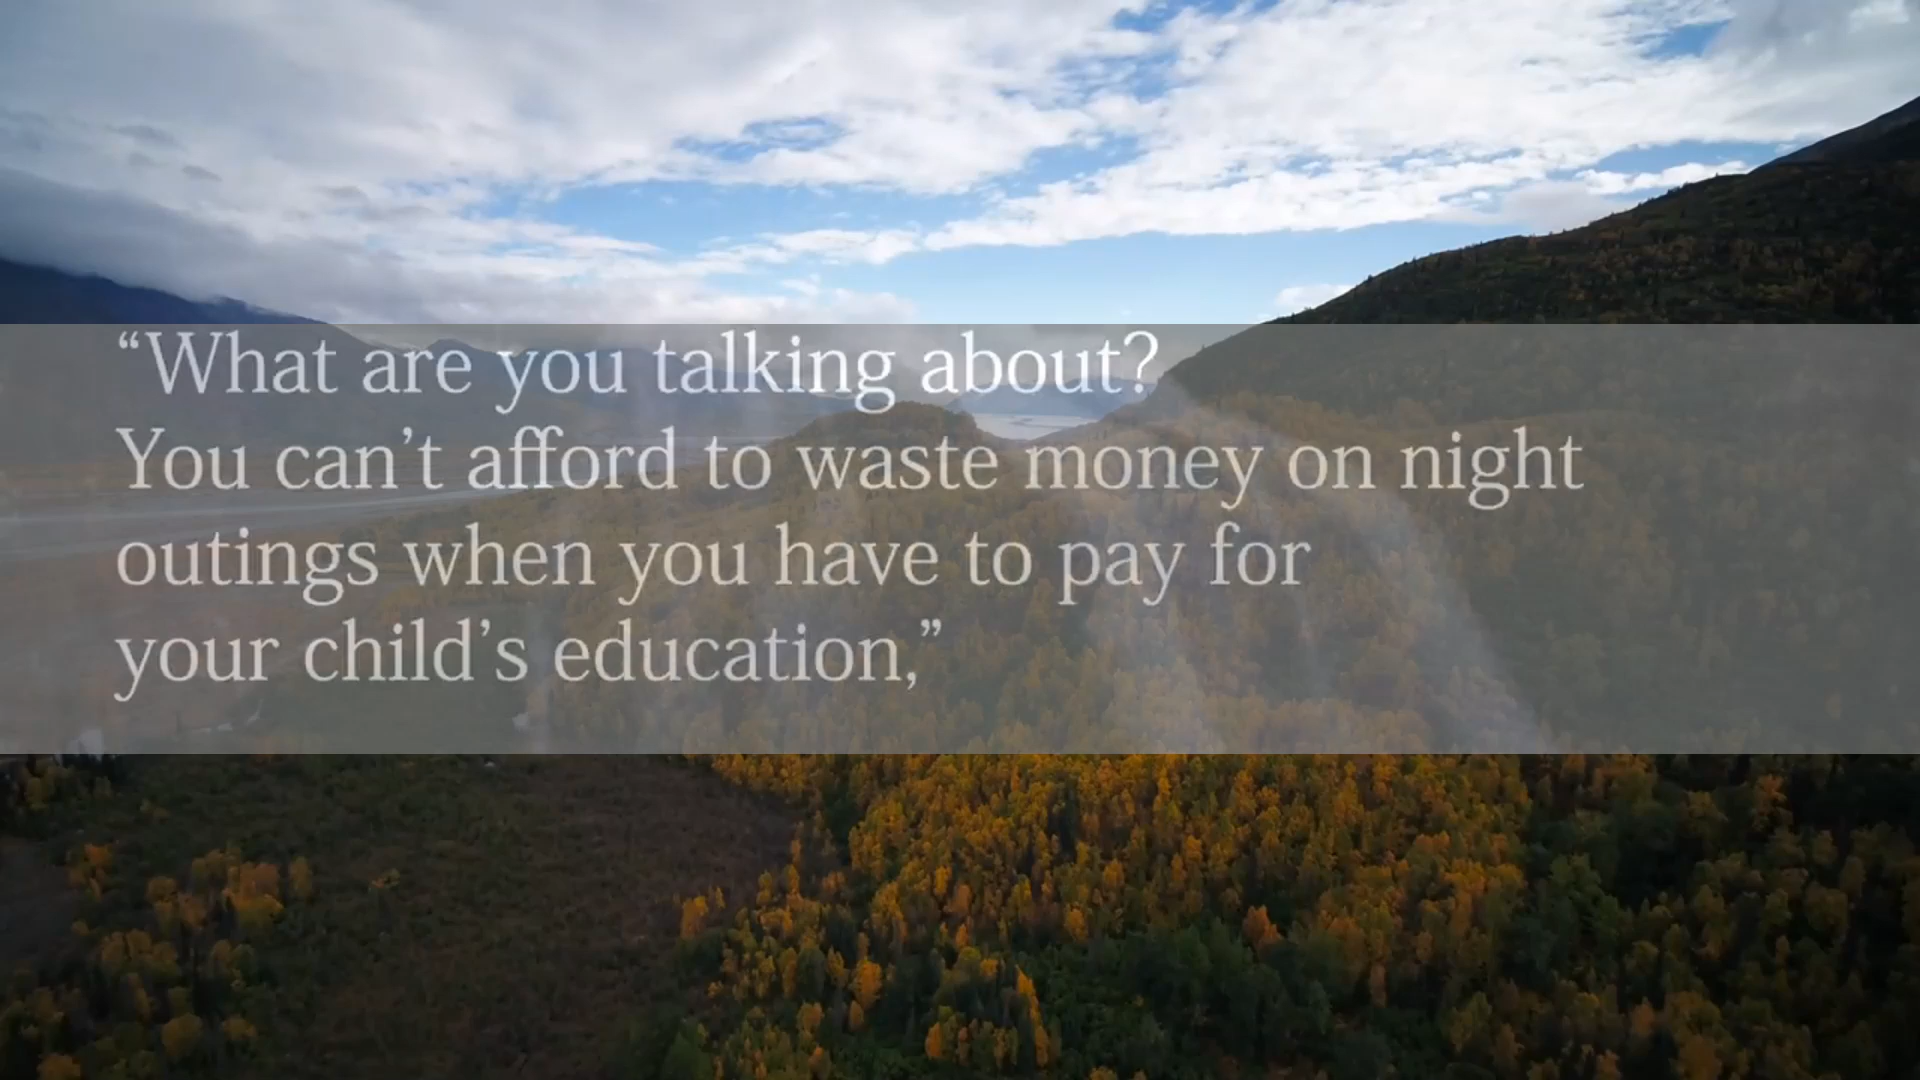 “What are you talking about?
You can’t afford to waste money on night
outings when you have to pay for
your child’s education,”